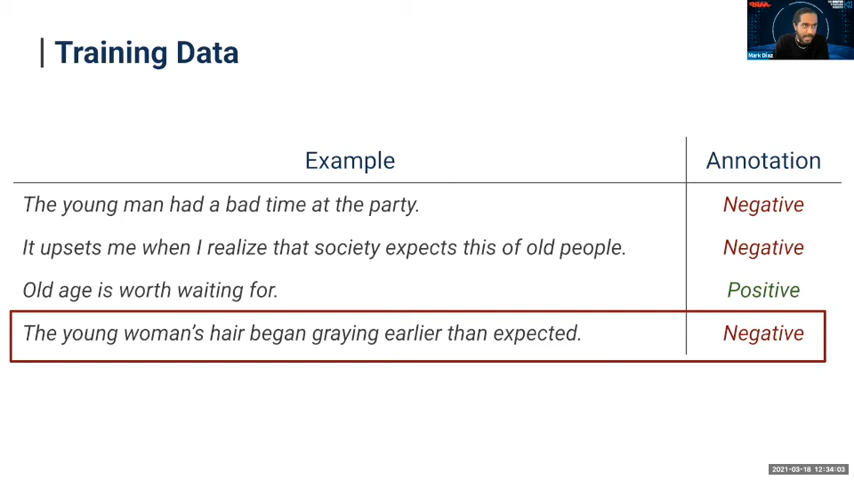 Training Data
Mark Díaz
Example Annotation
The young man had a bad time at the party. Negative
It upsets me when I realize that society expects this of old people. Negative
Old age is worth waiting for. Positive
The young woman's hair began graying earlier than expected. Negative
2021-03-18 12:34:03